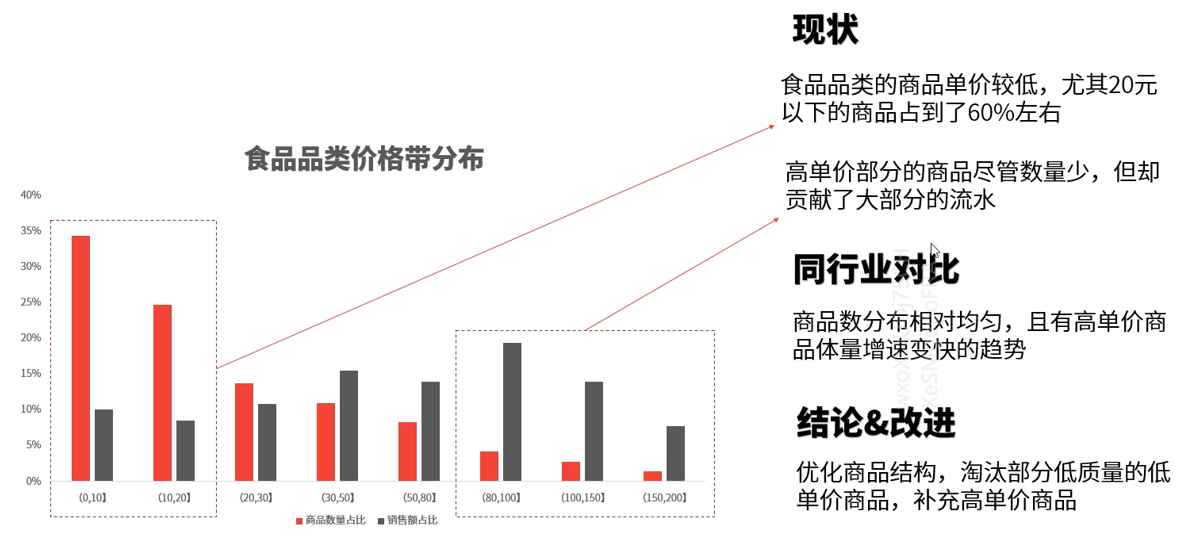 现状
食品品类的商品单价较低，尤其20元
以下的商品占到了60%左右
高单价部分的商品尽管数量少，但却
贡献了大部分的流水
同行业对比
商品数分布相对均匀，且有高单价商
品体量增速变快的趋势
结论&改进
优化商品结构，淘汰部分低质量的低
单价商品，补充高单价商品
食品品类价格带分布
40%
35%
30%
25%
20%
15%
10%
5%
0%
(0,10】 (10,20】 (20,30】 (30,50】 (50,80】 (80,100】 (100,150】 (150,200】
商品数量占比 销售额占比